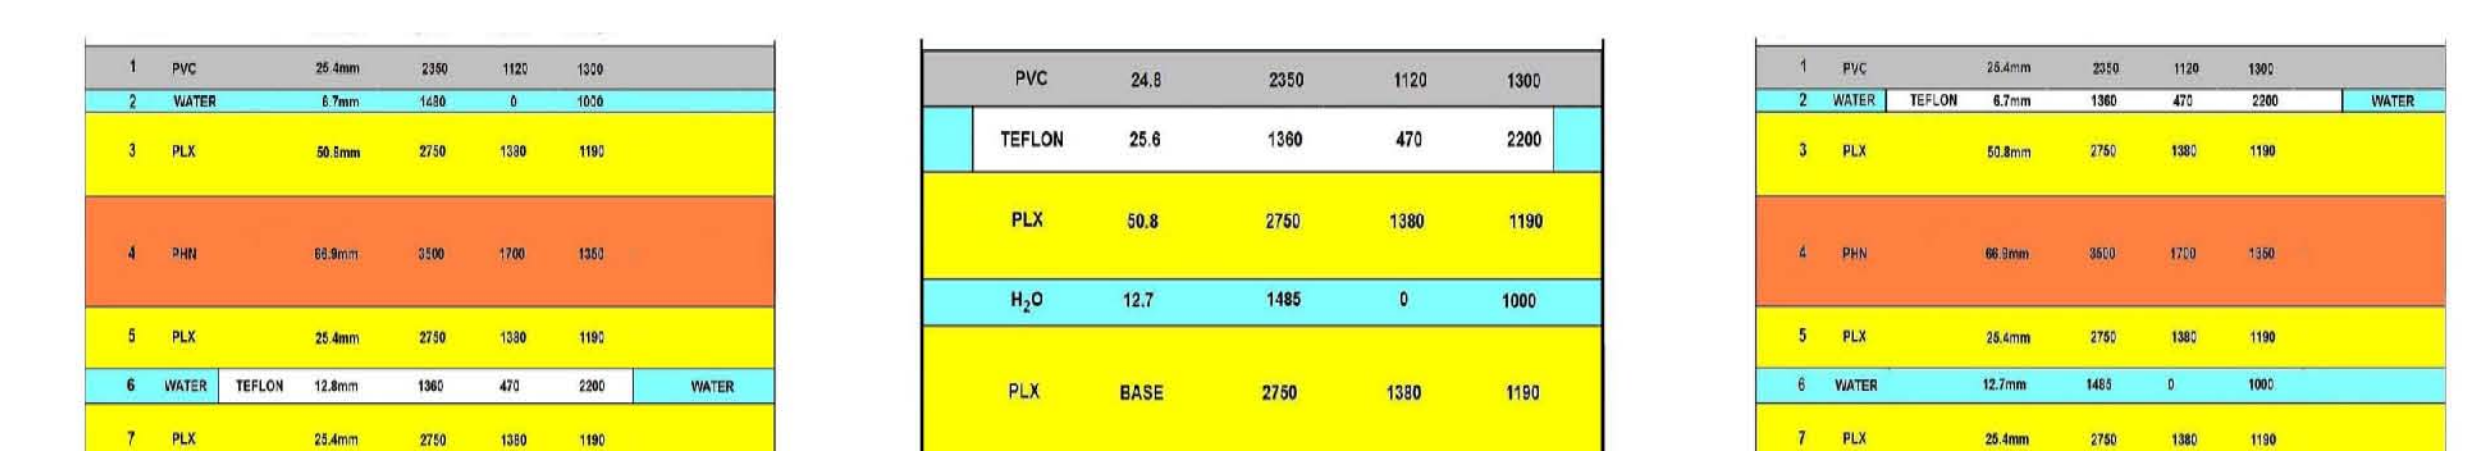 1 PVC 25.4mm 2350 1120 1300
2 WATER 6.7mm 1480 0 1000
3 PLX 50.8mm 2750 1380 1190
4 PHN 66.9mm 3500 1700 1350
5 PLX 25.4mm 2750 1380 1190
6 WATER TEFLON 12.8mm 1360 470 2200 WATER
7 PLX 25.4mm 2750 1380 1190
PVC 24.8 2350 1120 1300
TEFLON 25.6 1360 470 2200
PLX 50.8 2750 1380 1190
H₂O 12.7 1485 0 1000
PLX BASE 2750 1380 1190
1 PVC 25.4mm 2350 1120 1300
2 WATER TEFLON 6.7mm 1360 470 2200 WATER
3 PLX 50.8mm 2750 1380 1190
4 PHN 66.9mm 3500 1700 1350
5 PLX 25.4mm 2750 1380 1190
6 WATER 12.7mm 1485 0 1000
7 PLX 25.4mm 2750 1380 1190